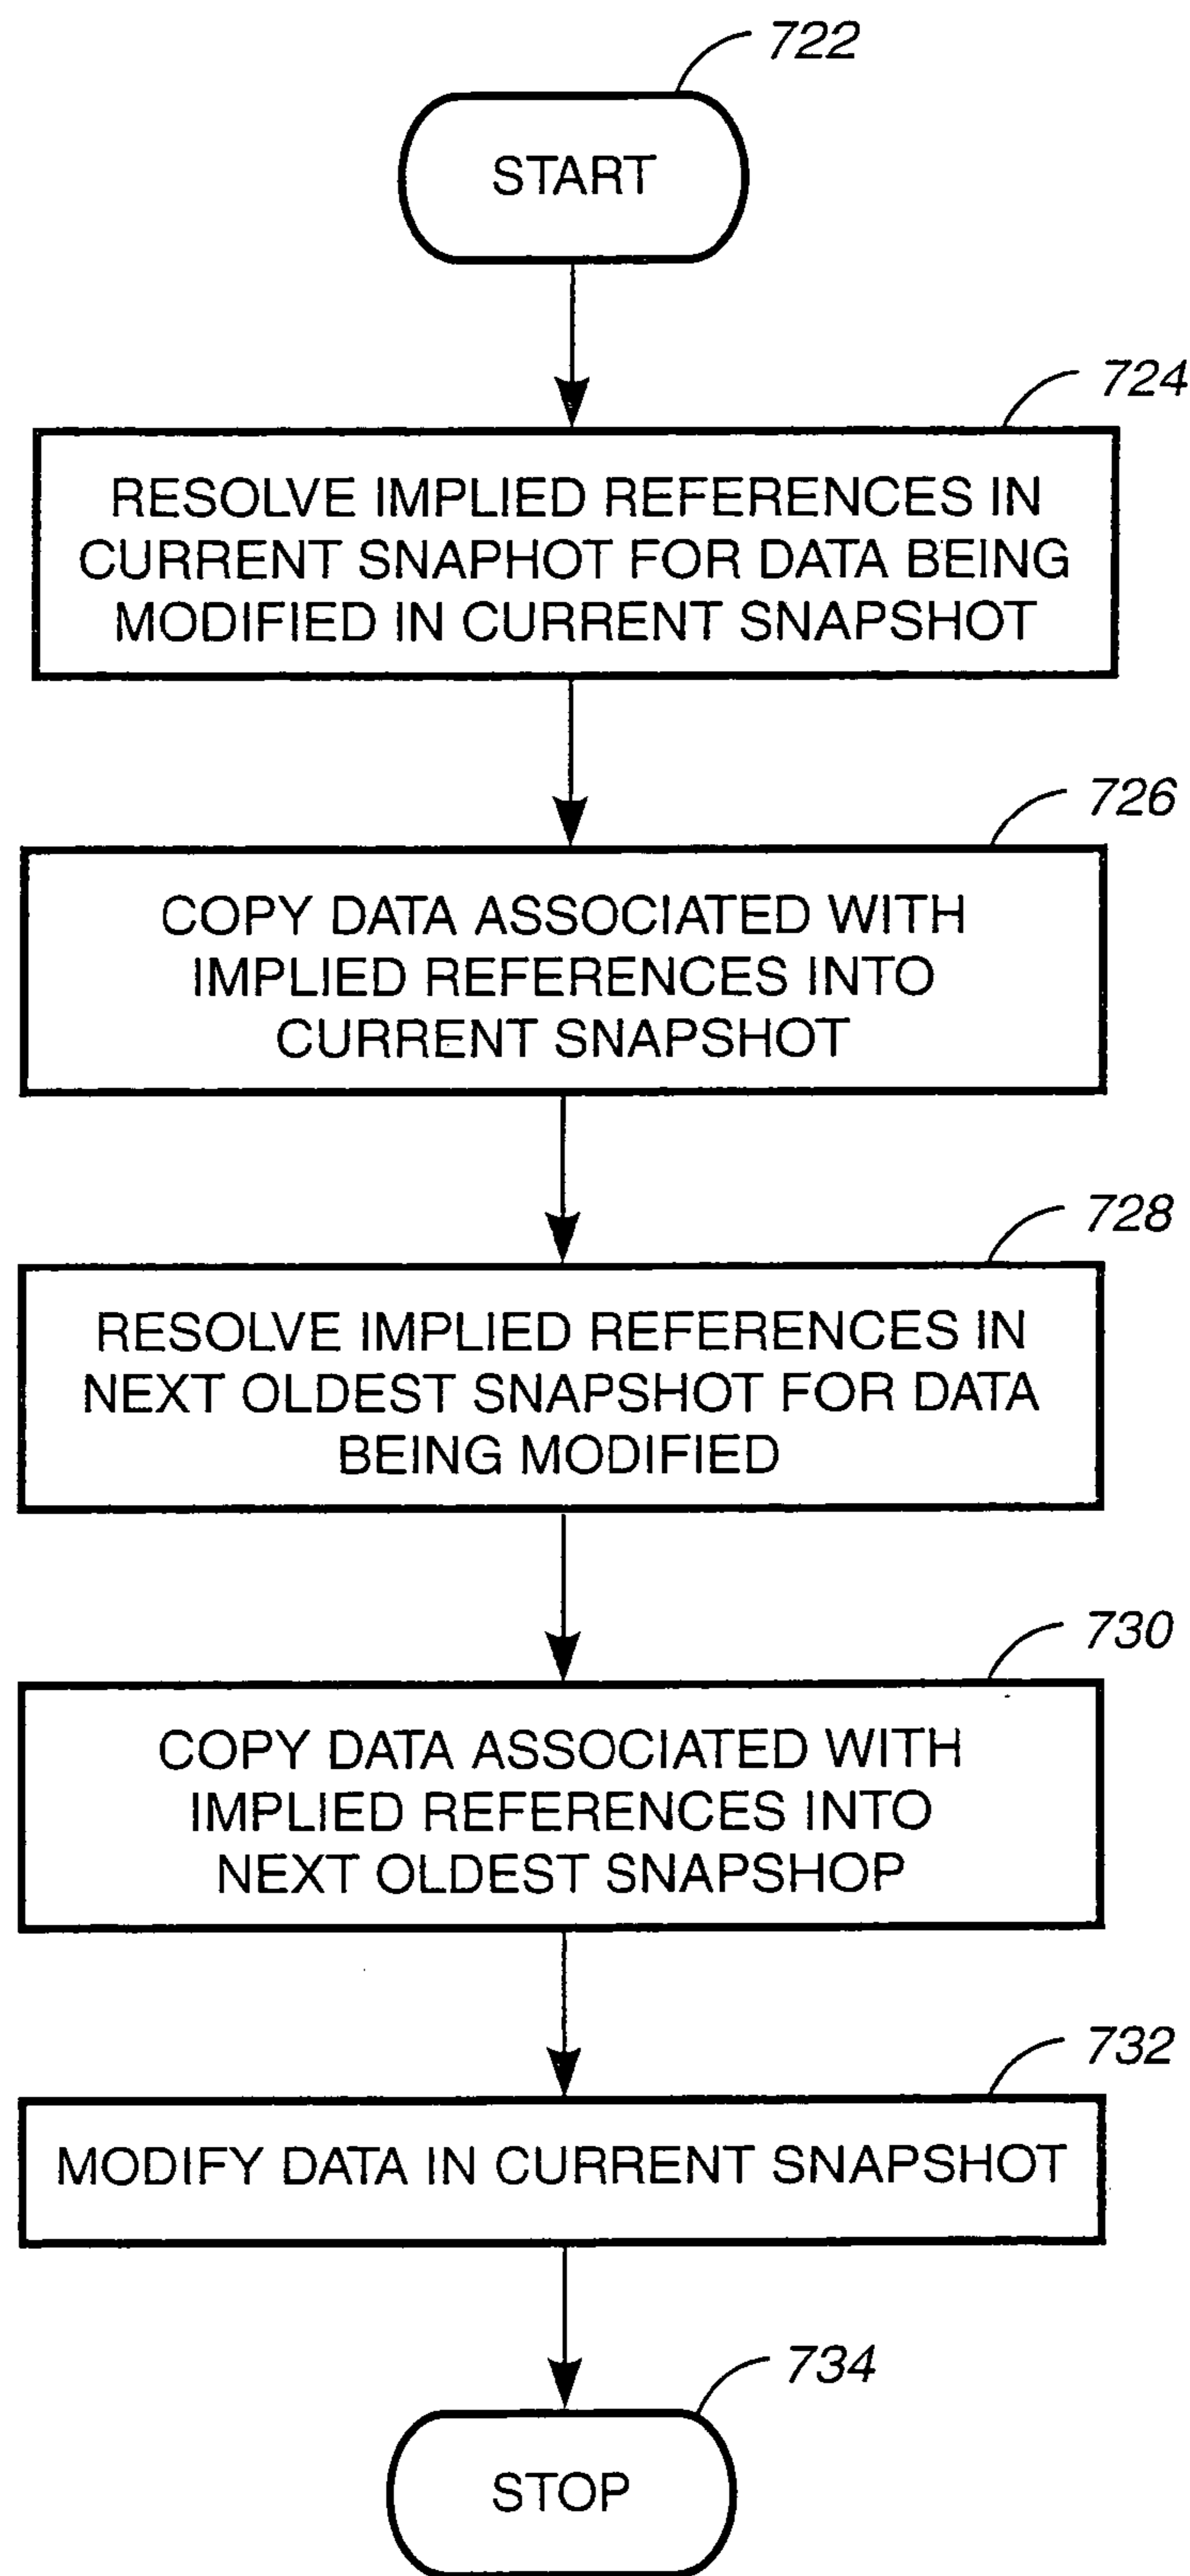 722
START
724
RESOLVE IMPLIED REFERENCES IN
CURRENT SNAPHOT FOR DATA BEING
MODIFIED IN CURRENT SNAPSHOT
726
COPY DATA ASSOCIATED WITH
IMPLIED REFERENCES INTO
CURRENT SNAPSHOT
728
RESOLVE IMPLIED REFERENCES IN
NEXT OLDEST SNAPSHOT FOR DATA
BEING MODIFIED
730
COPY DATA ASSOCIATED WITH
IMPLIED REFERENCES INTO
NEXT OLDEST SNAPSHOP
732
MODIFY DATA IN CURRENT SNAPSHOT
734
STOP